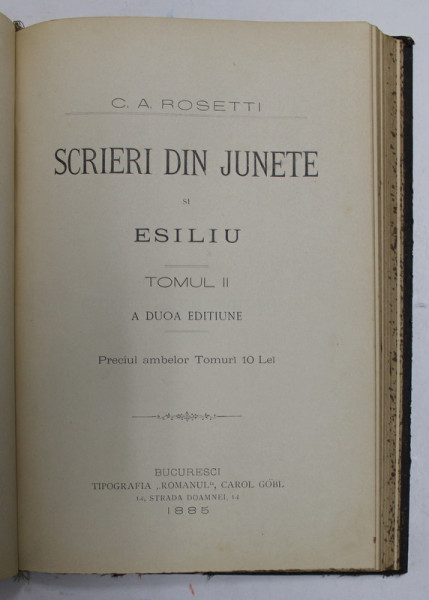 C. A. ROSETTI
SCRIERI DIN JUNETE
SI
ESILIU
TOMUL II
A DUOA EDITIUNE
Preciul ambelor Tomuri 10 Lei
BUCURESCI
TIPOGRAFIA „ROMANUL“, CAROL GÖBL
14, STRADA DOAMNEI, 14
1885